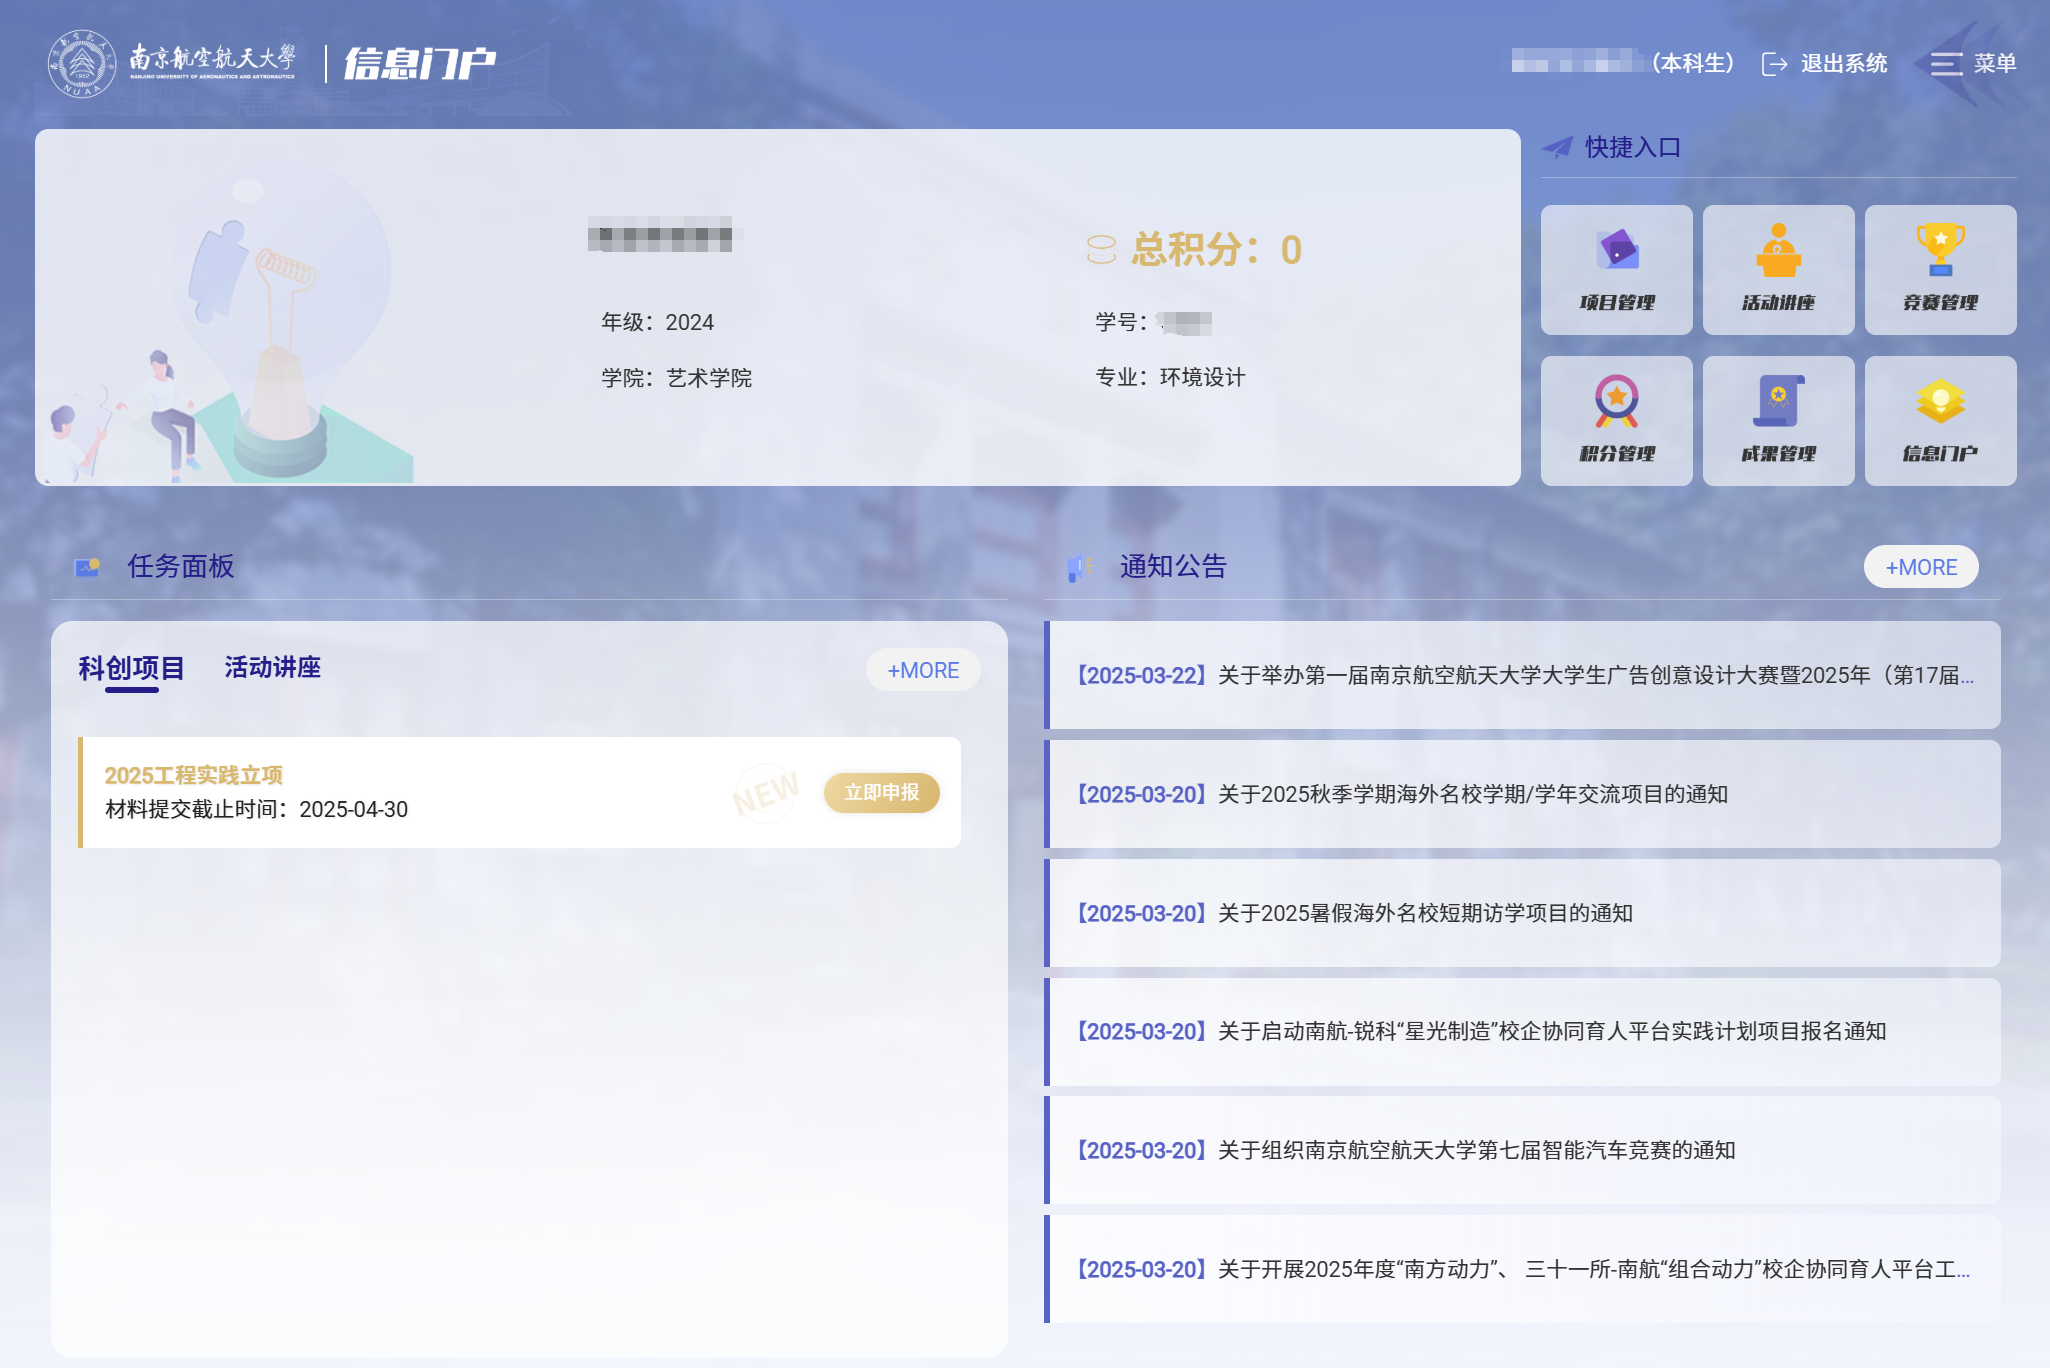 南京航空航天大學
NANJING UNIVERSITY OF AERONAUTICS AND ASTRONAUTICS
1952
NUAA
信息门户
（本科生）
退出系统
菜单
总积分：0
年级：2024
学号：
学院：艺术学院
专业：环境设计
快捷入口
项目管理
活动讲座
竞赛管理
积分管理
成果管理
信息门户
任务面板
科创项目
活动讲座
+MORE
2025工程实践立项
材料提交截止时间：2025-04-30
NEW
立即申报
通知公告
+MORE
【2025-03-22】关于举办第一届南京航空航天大学大学生广告创意设计大赛暨2025年（第17届...
【2025-03-20】关于2025秋季学期海外名校学期/学年交流项目的通知
【2025-03-20】关于2025暑假海外名校短期访学项目的通知
【2025-03-20】关于启动南航-锐科“星光制造”校企协同育人平台实践计划项目报名通知
【2025-03-20】关于组织南京航空航天大学第七届智能汽车竞赛的通知
【2025-03-20】关于开展2025年度“南方动力”、 三十一所-南航“组合动力”校企协同育人平台工...